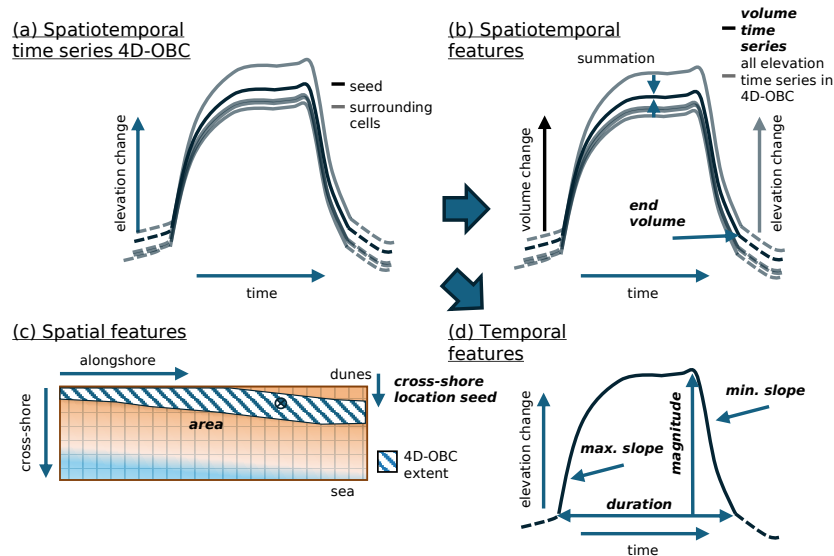 (a) Spatiotemporal
time series 4D-OBC
seed
surrounding
cells
elevation change
time
(b) Spatiotemporal
features
volume
time
series
all elevation
time series in
4D-OBC
summation
volume change
elevation change
end
volume
time
(c) Spatial features
alongshore
dunes
cross-shore
cross-shore
location seed
area
4D-OBC
extent
sea
(d) Temporal
features
elevation change
max. slope
magnitude
min. slope
duration
time